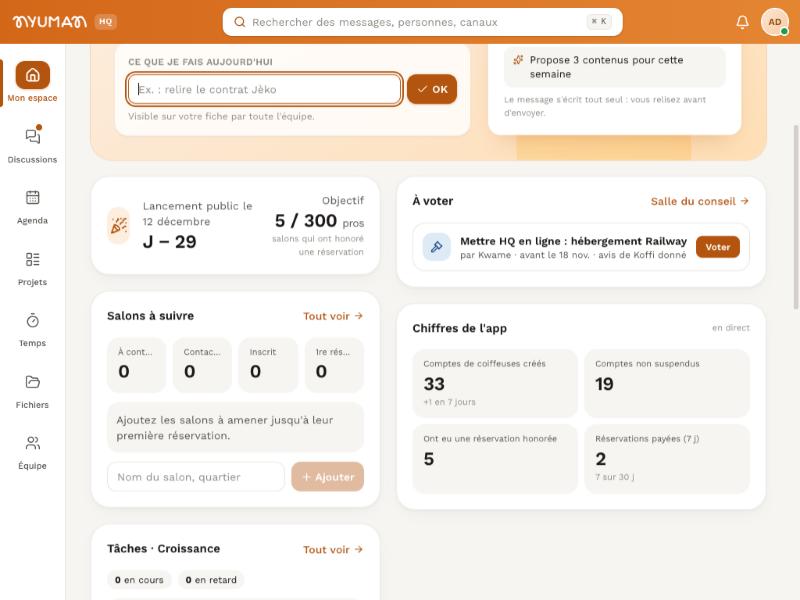 NYUMAN HQ
Rechercher des messages, personnes, canaux
⌘ K
AD
Mon espace
Discussions
Agenda
Projets
Temps
Fichiers
Équipe
CE QUE JE FAIS AUJOURD'HUI
Ex. : relire le contrat Jèko
OK
Visible sur votre fiche par toute l'équipe.
Propose 3 contenus pour cette
semaine
Le message s'écrit tout seul : vous relisez avant
d'envoyer.
Lancement public le
12 décembre
J – 29
Objectif
5 / 300 pros
salons qui ont honoré
une réservation
À voter
Salle du conseil →
Mettre HQ en ligne : hébergement Railway
par Kwame · avant le 18 nov. · avis de Koffi donné
Voter
Salons à suivre
Tout voir →
À cont...
0
Contac...
0
Inscrit
0
1re rés...
0
Ajoutez les salons à amener jusqu'à leur
première réservation.
Nom du salon, quartier
+ Ajouter
Chiffres de l'app
en direct
Comptes de coiffeuses créés
33
+1 en 7 jours
Comptes non suspendus
19
Ont eu une réservation honorée
5
Réservations payées (7 j)
2
7 sur 30 j
Tâches · Croissance
Tout voir →
0 en cours
0 en retard